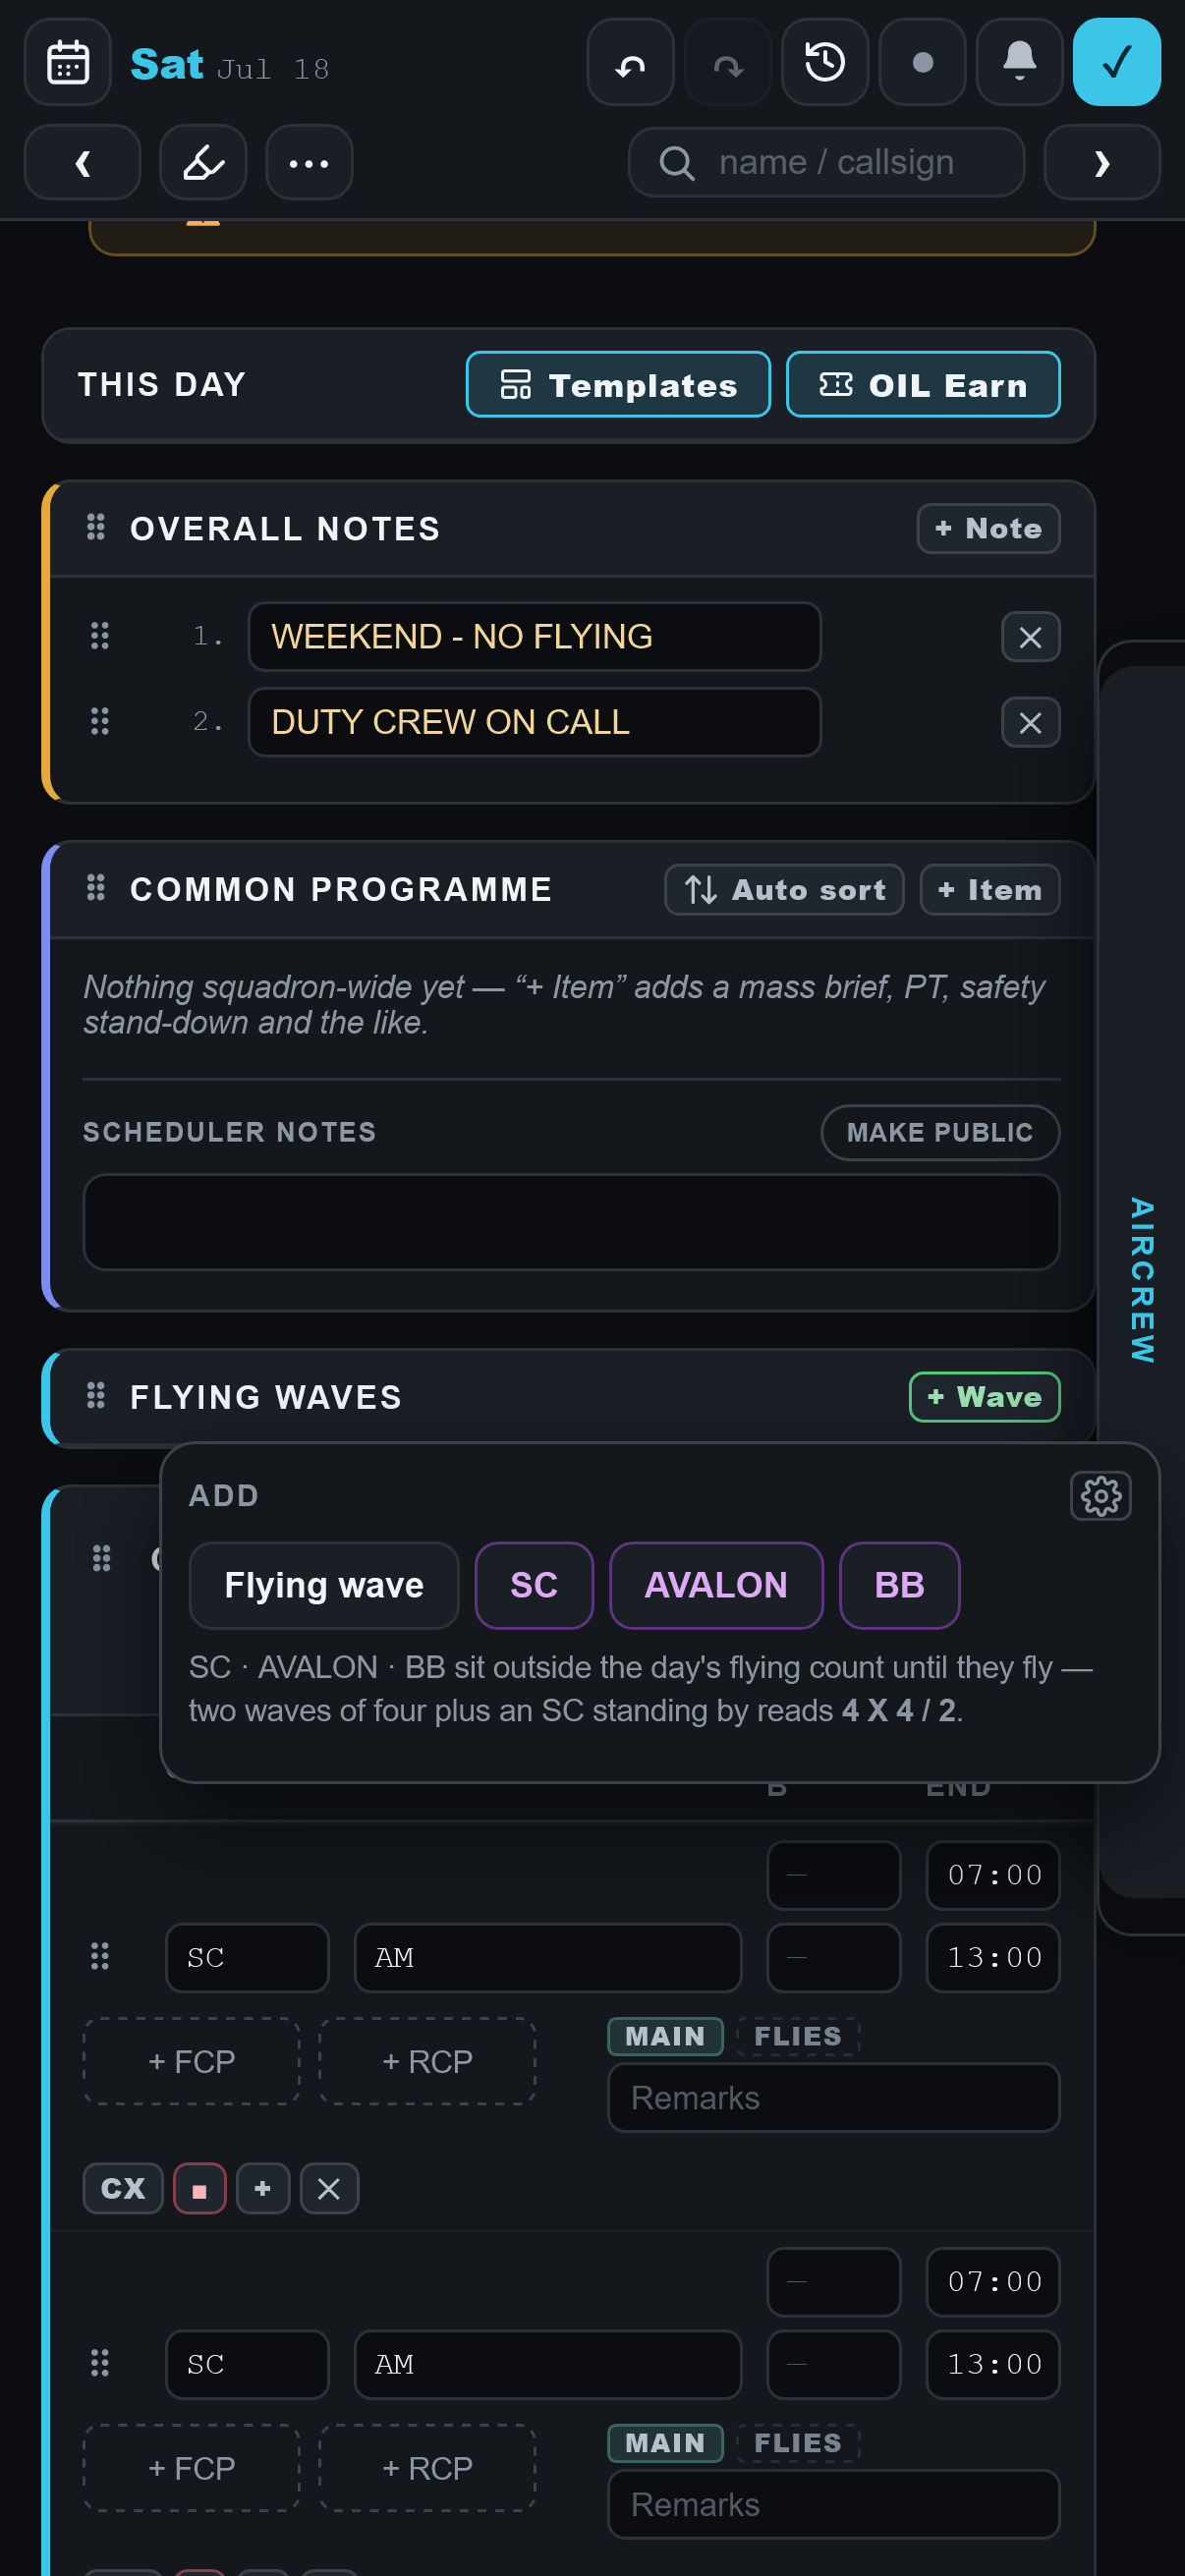 Sat Jul 18
name / callsign
THIS DAY
Templates
OIL Earn
OVERALL NOTES
+ Note
1. WEEKEND - NO FLYING
2. DUTY CREW ON CALL
COMMON PROGRAMME
Auto sort
+ Item
Nothing squadron-wide yet — “+ Item” adds a mass brief, PT, safety
stand-down and the like.
SCHEDULER NOTES
MAKE PUBLIC
AIRCREW
FLYING WAVES
+ Wave
ADD
Flying wave
SC
AVALON
BB
SC · AVALON · BB sit outside the day's flying count until they fly —
two waves of four plus an SC standing by reads 4 X 4 / 2.
B
END
— 07:00
SC AM — 13:00
+ FCP
+ RCP
MAIN
FLIES
Remarks
CX
+
— 07:00
SC AM — 13:00
+ FCP
+ RCP
MAIN
FLIES
Remarks